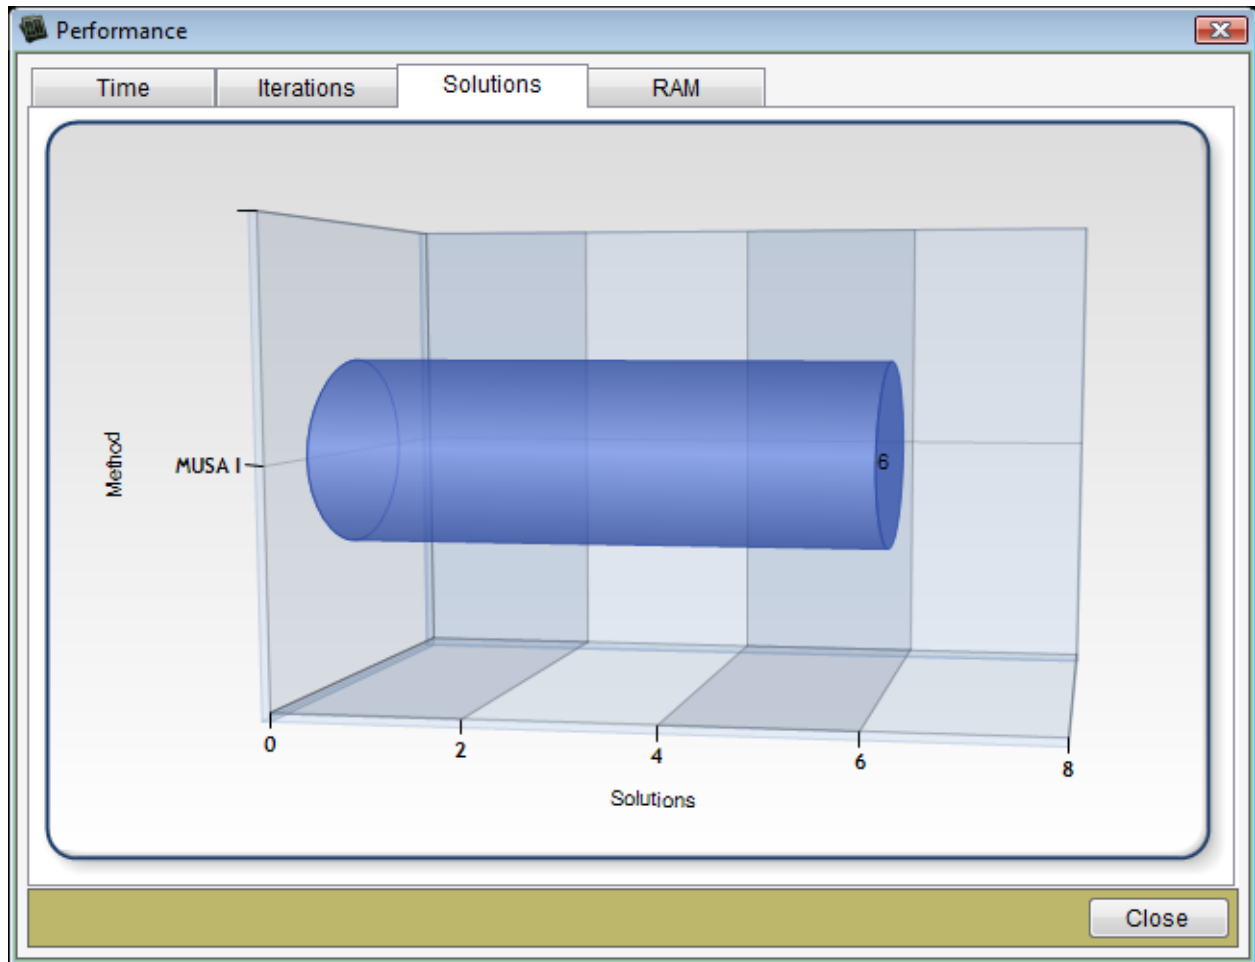 Performance
Time Iterations Solutions RAM
Method
MUSA I
6
0 2 4 6 8
Solutions
Close